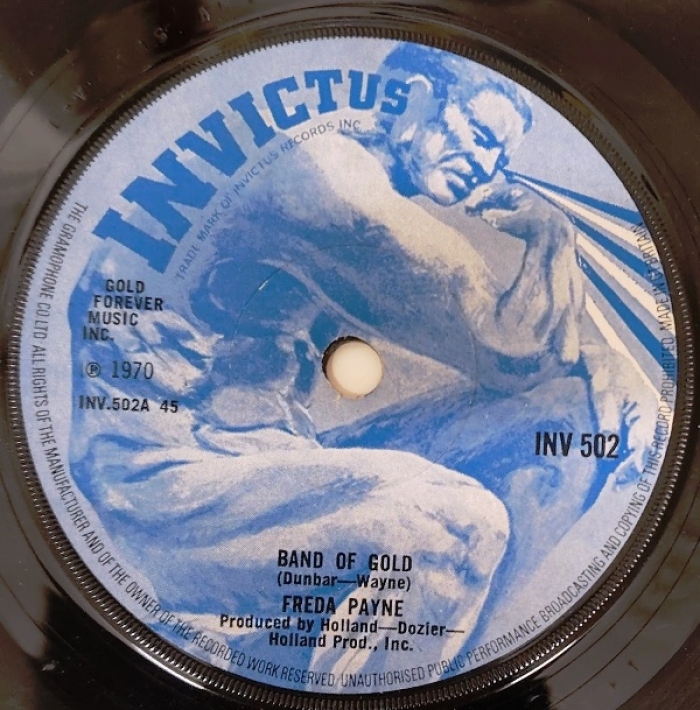 INVICTUS
TRADE MARK OF INVICTUS RECORDS INC
GOLD
FOREVER
MUSIC
INC.
℗ 1970
INV.502A 45
INV 502
BAND OF GOLD
(Dunbar—Wayne)
FREDA PAYNE
Produced by Holland—Dozier—
Holland Prod., Inc.
THE GRAMOPHONE CO. LTD ALL RIGHTS OF THE MANUFACTURER AND OF THE OWNER OF THE RECORDED WORK RESERVED. UNAUTHORISED PUBLIC PERFORMANCE BROADCASTING AND COPYING OF THIS RECORD PROHIBITED. MADE IN GT BRITAIN